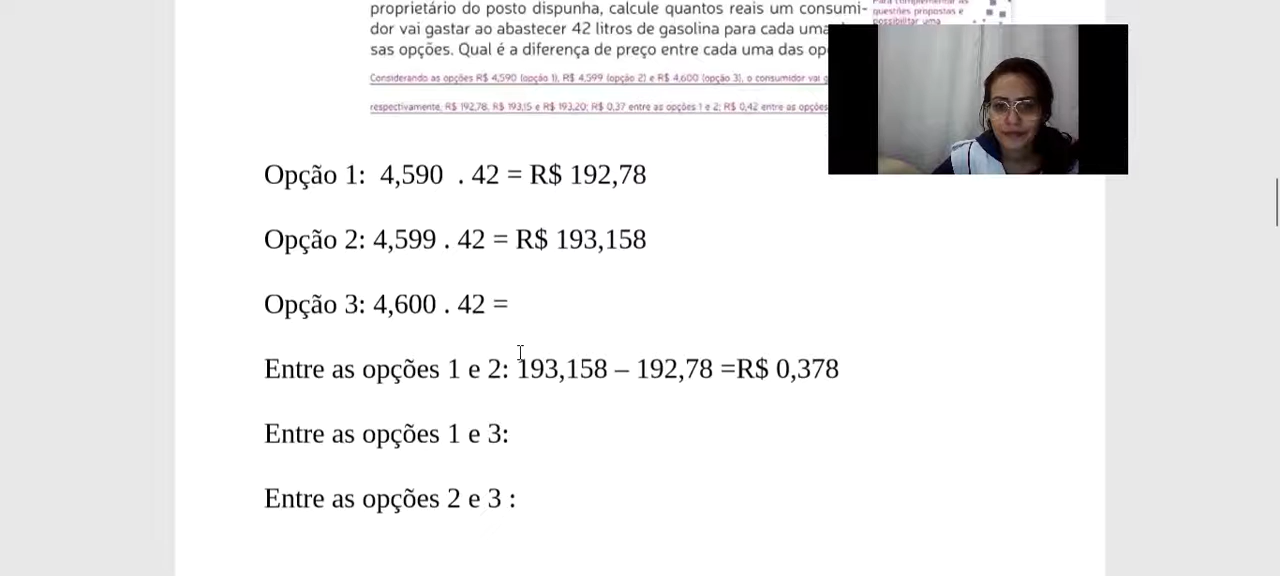 proprietário do posto dispunha, calcule quantos reais um consumi-
dor vai gastar ao abastecer 42 litros de gasolina para cada uma
sas opções. Qual é a diferença de preço entre cada uma das op
questões propostas e
possibilitar uma
Considerando as opções R$ 4,590 (opção 1), R$ 4,599 (opção 2) e R$ 4,600 (opção 3), o consumidor vai g
respectivamente, R$ 192,78, R$ 193,15 e R$ 193,20; R$ 0,37 entre as opções 1 e 2; R$ 0,42 entre as opções
Opção 1: 4,590 . 42 = R$ 192,78
Opção 2: 4,599 . 42 = R$ 193,158
Opção 3: 4,600 . 42 =
Entre as opções 1 e 2: 193,158 – 192,78 =R$ 0,378
Entre as opções 1 e 3:
Entre as opções 2 e 3 :